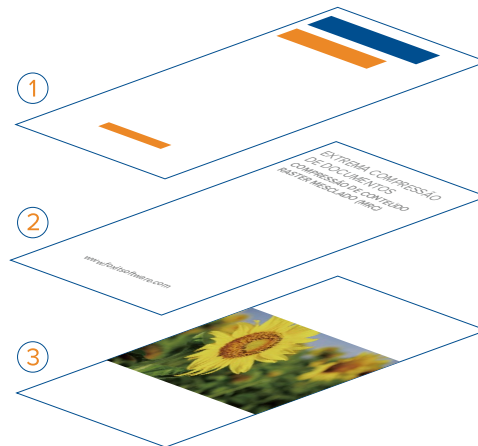 1
2
EXTREMA COMPRESSÃO
DE DOCUMENTOS
COMPRESSÃO DE CONTEÚDO
RASTER MESCLADO (MRC)
www.foxitsoftware.com
3